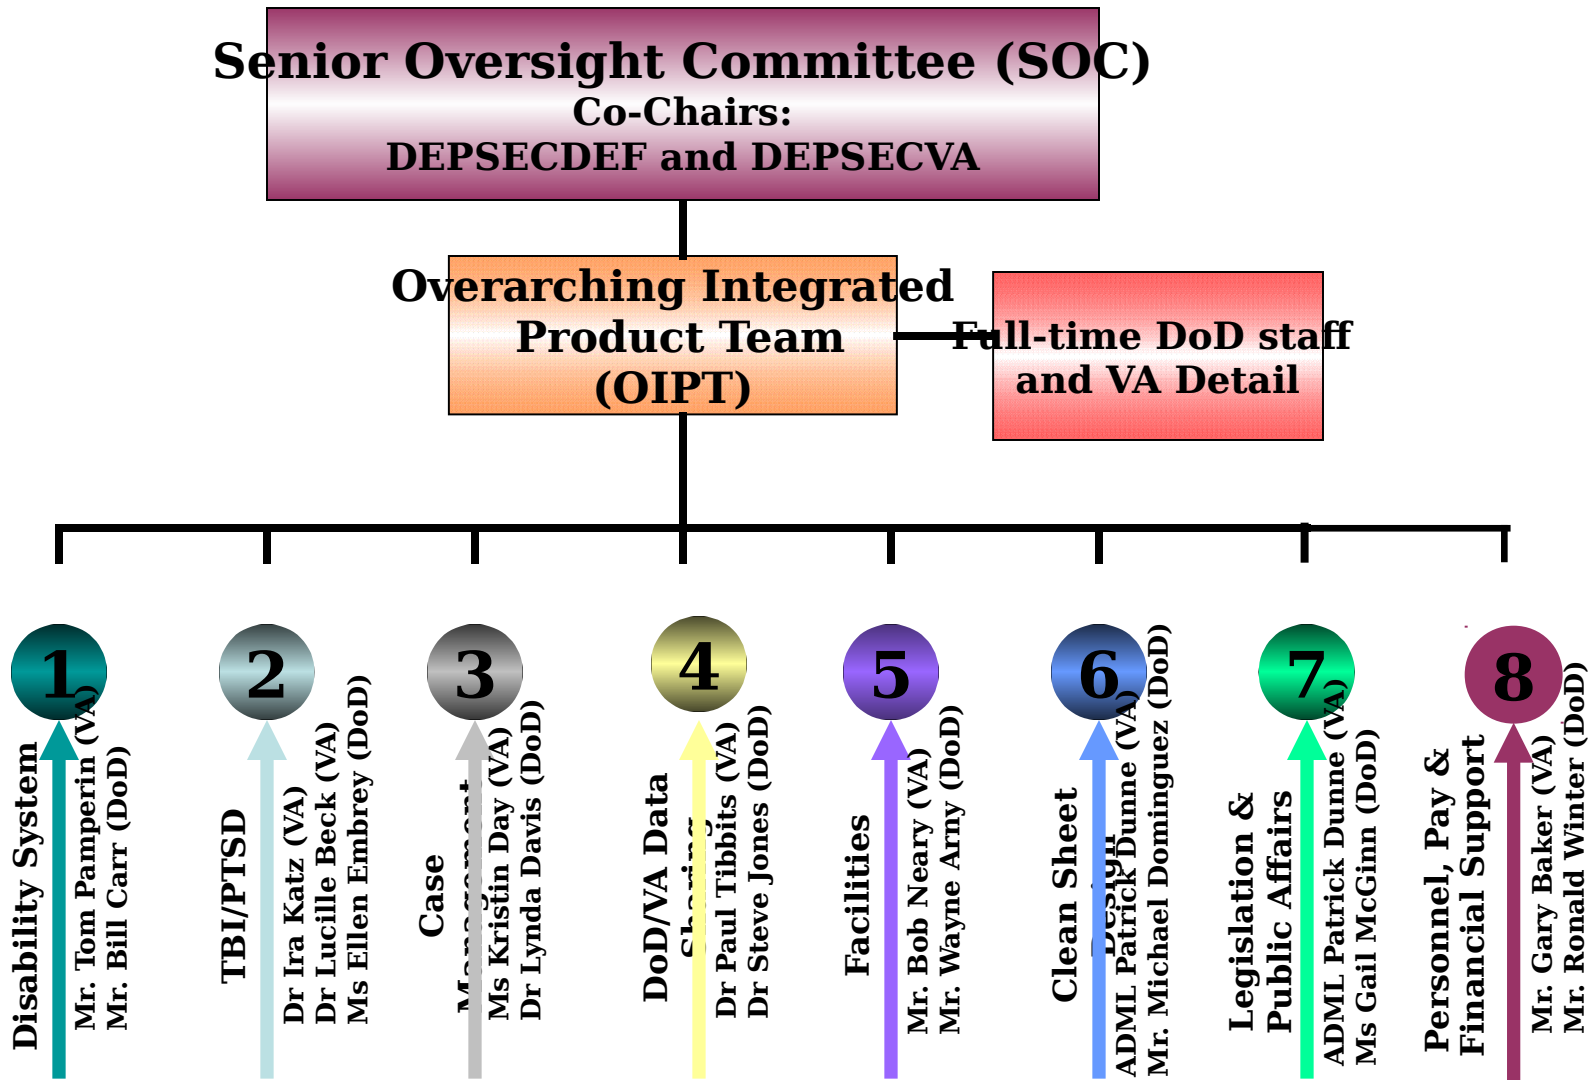 Senior Oversight Committee (SOC)
Co-Chairs:
DEPSECDEF and DEPSECVA
Overarching Integrated
Product Team
(OIPT)
Full-time DoD staff
and VA Detail
1
Disability System
Mr. Tom Pamperin (VA)
Mr. Bill Carr (DoD)
2
TBI/PTSD
Dr Ira Katz (VA)
Dr Lucille Beck (VA)
Ms Ellen Embrey (DoD)
3
Case
Management
Ms Kristin Day (VA)
Dr Lynda Davis (DoD)
4
DoD/VA Data
Sharing
Dr Paul Tibbits (VA)
Dr Steve Jones (DoD)
5
Facilities
Mr. Bob Neary (VA)
Mr. Wayne Arny (DoD)
6
Clean Sheet
Design
ADML Patrick Dunne (VA)
Mr. Michael Dominguez (DoD)
7
Legislation &
Public Affairs
ADML Patrick Dunne (VA)
Ms Gail McGinn (DoD)
8
Personnel, Pay &
Financial Support
Mr. Gary Baker (VA)
Mr. Ronald Winter (DoD)